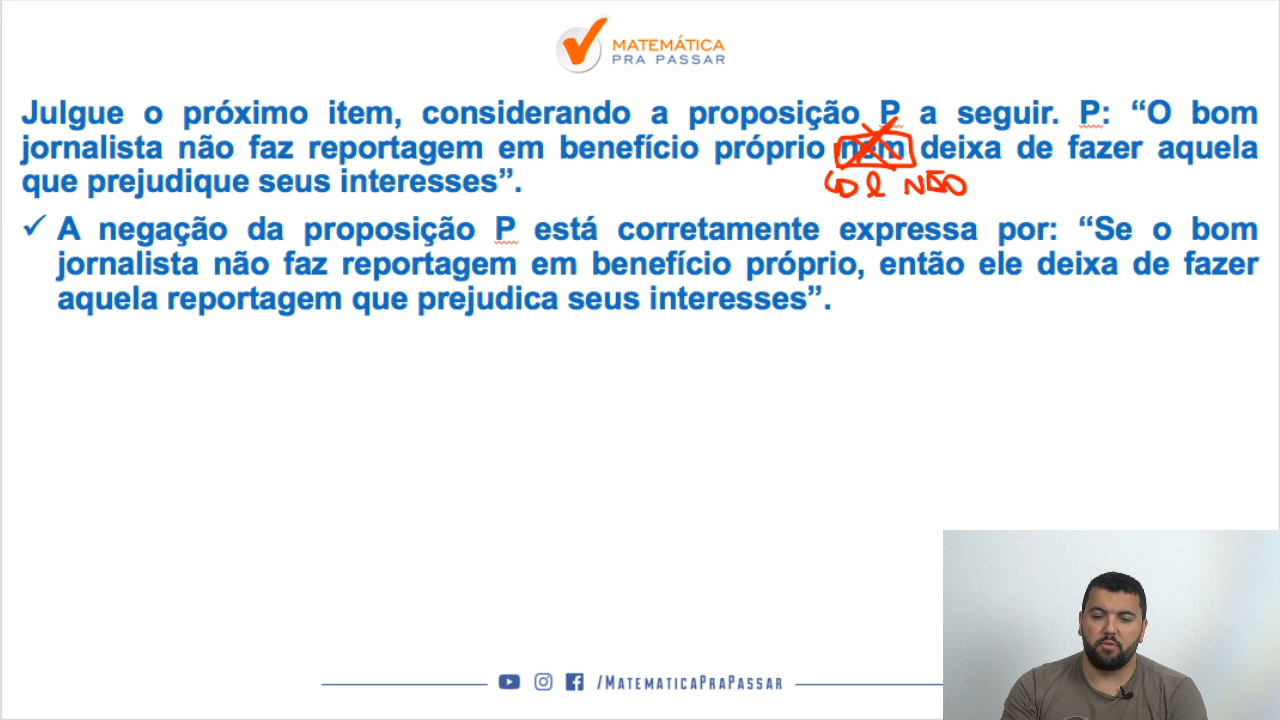 MATEMÁTICA
PRA PASSAR
Julgue o próximo item, considerando a proposição P a seguir. P: “O bom
jornalista não faz reportagem em benefício próprio nem deixa de fazer aquela
que prejudique seus interesses”.
e NÃO
✓ A negação da proposição P está corretamente expressa por: “Se o bom
jornalista não faz reportagem em benefício próprio, então ele deixa de fazer
aquela reportagem que prejudica seus interesses”.
/MATEMATICAPRAPASSAR